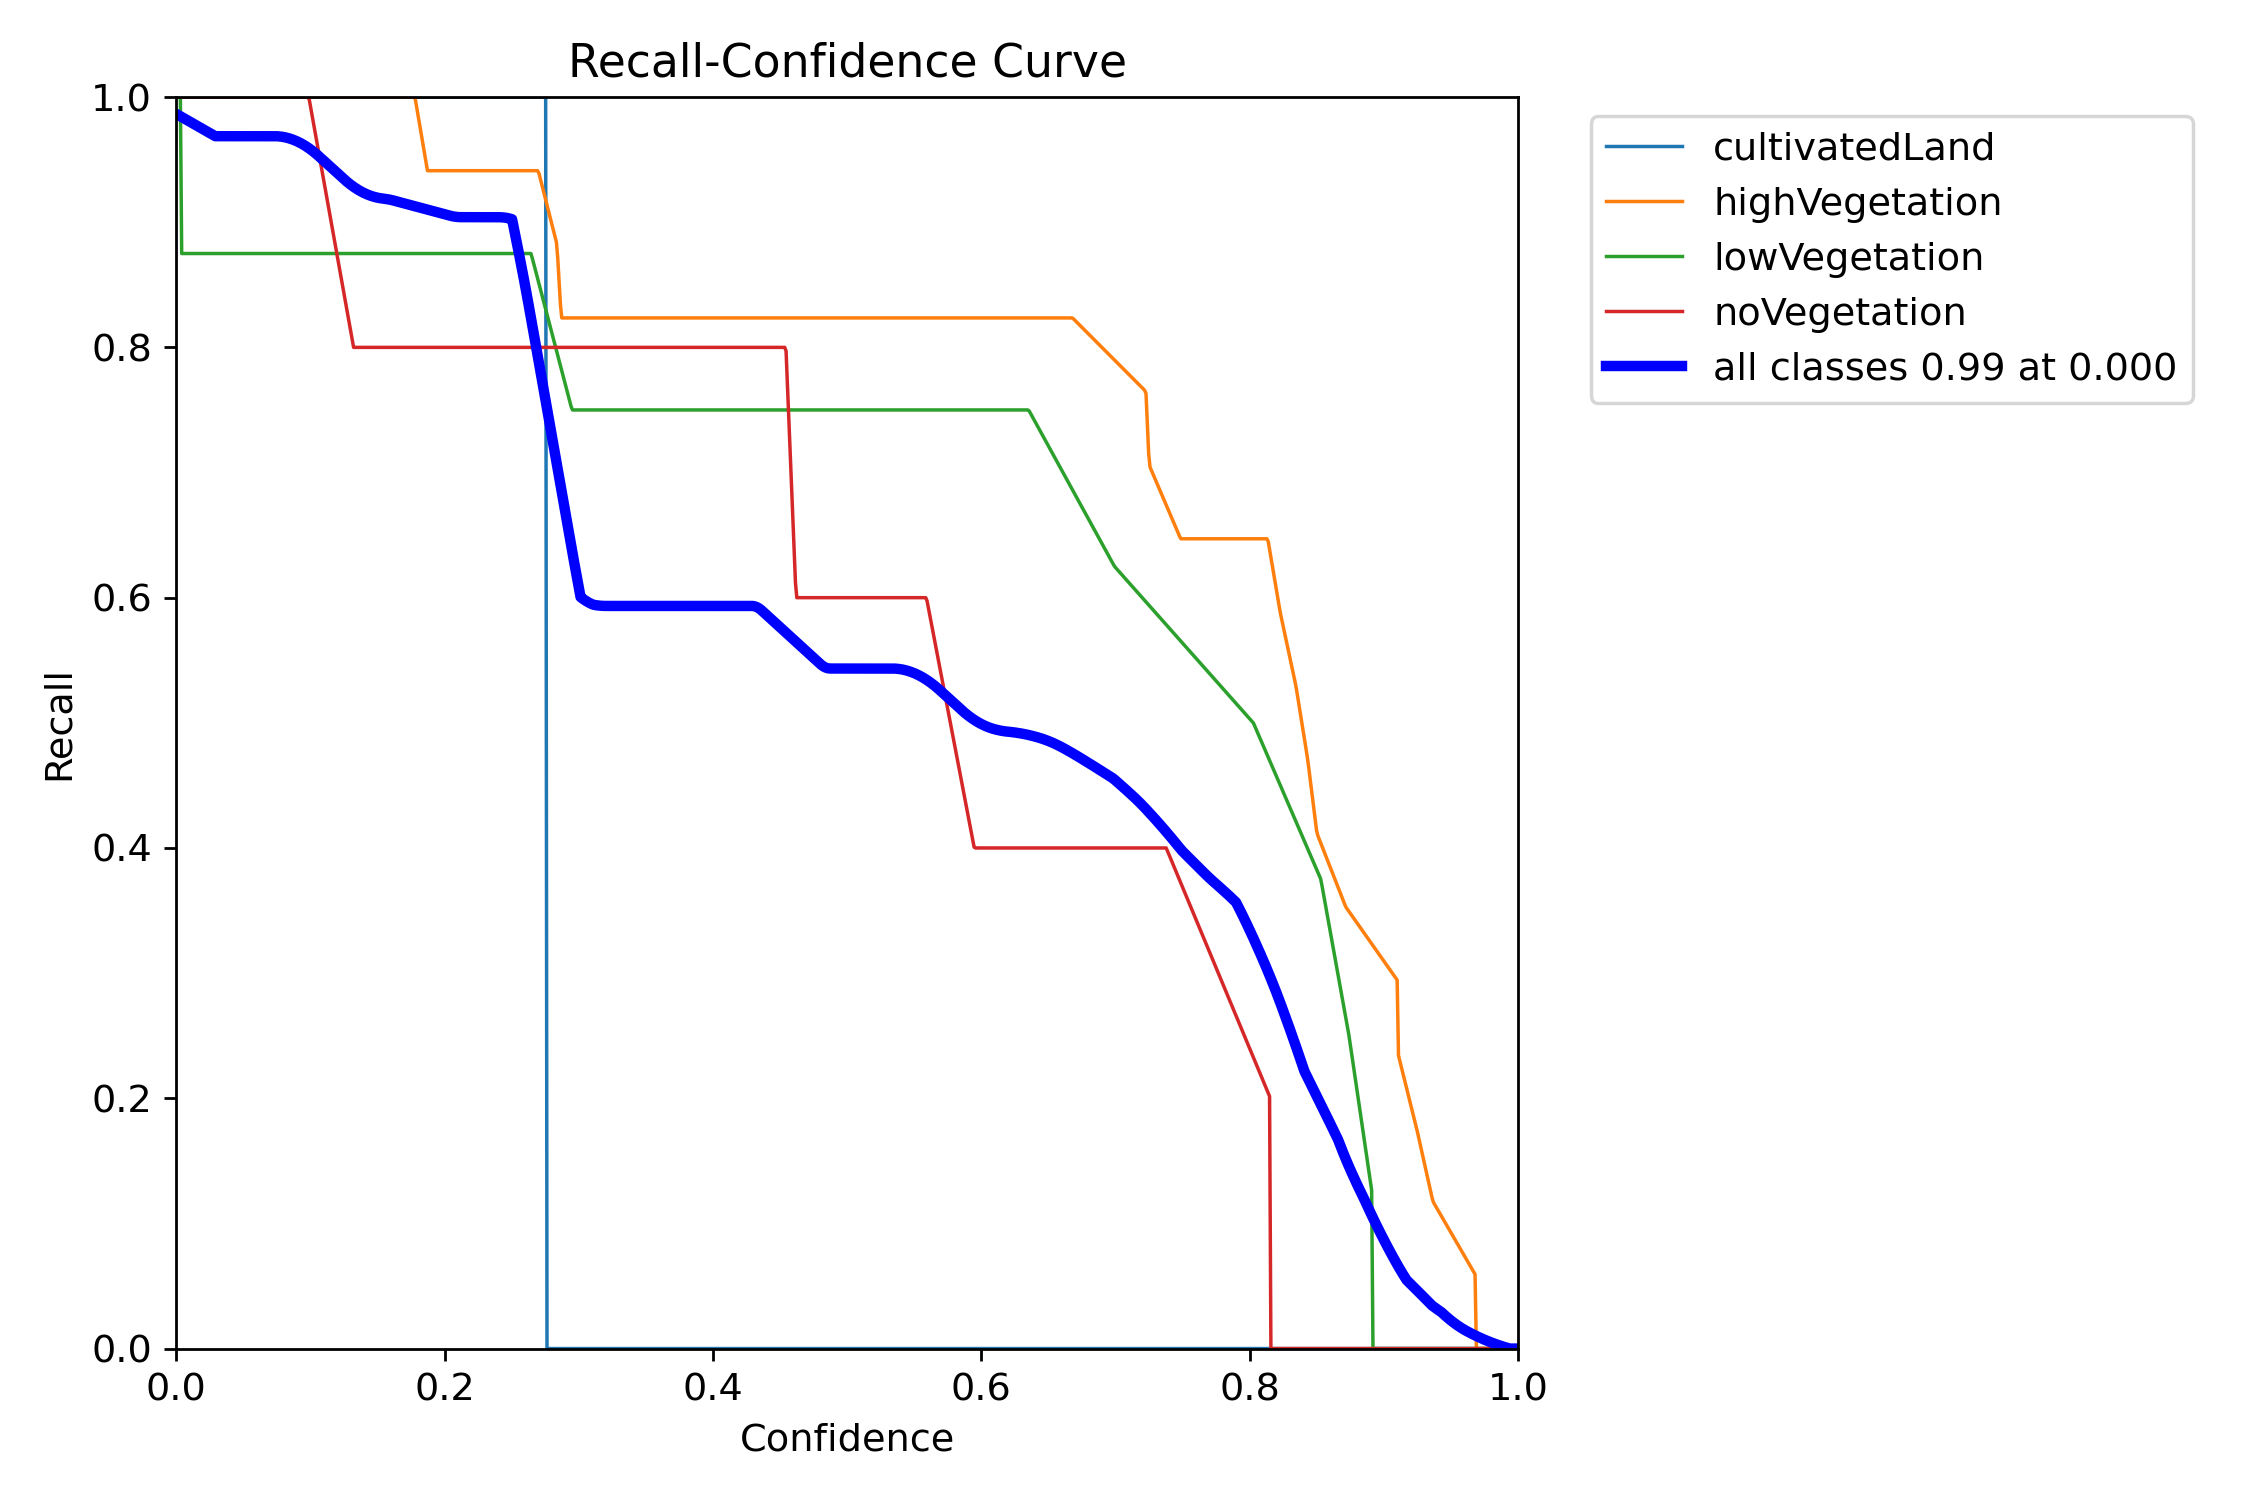 Recall-Confidence Curve
1.0
0.8
0.6
0.4
0.2
0.0
Recall
0.0 0.2 0.4 0.6 0.8 1.0
Confidence
cultivatedLand
highVegetation
lowVegetation
noVegetation
all classes 0.99 at 0.000